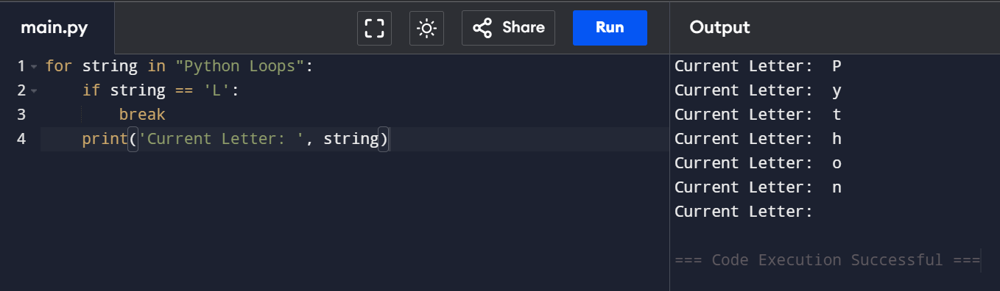 main.py Share Run Output
1 for string in "Python Loops":
2     if string == 'L':
3         break
4     print('Current Letter: ', string)
Current Letter:  P
Current Letter:  y
Current Letter:  t
Current Letter:  h
Current Letter:  o
Current Letter:  n
Current Letter:
=== Code Execution Successful ===